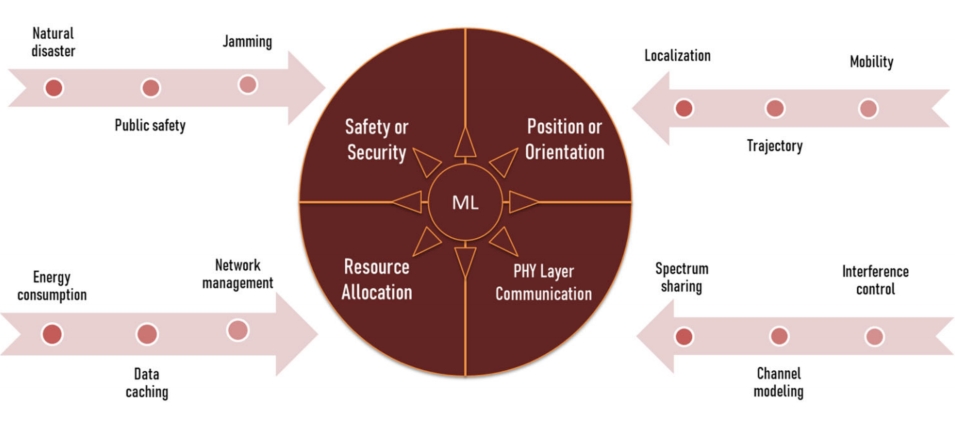 Natural
disaster
Jamming
Public safety
Localization
Mobility
Trajectory
Safety or
Security
Position or
Orientation
ML
Resource
Allocation
PHY Layer
Communication
Energy
consumption
Network
management
Data
caching
Spectrum
sharing
Interference
control
Channel
modeling